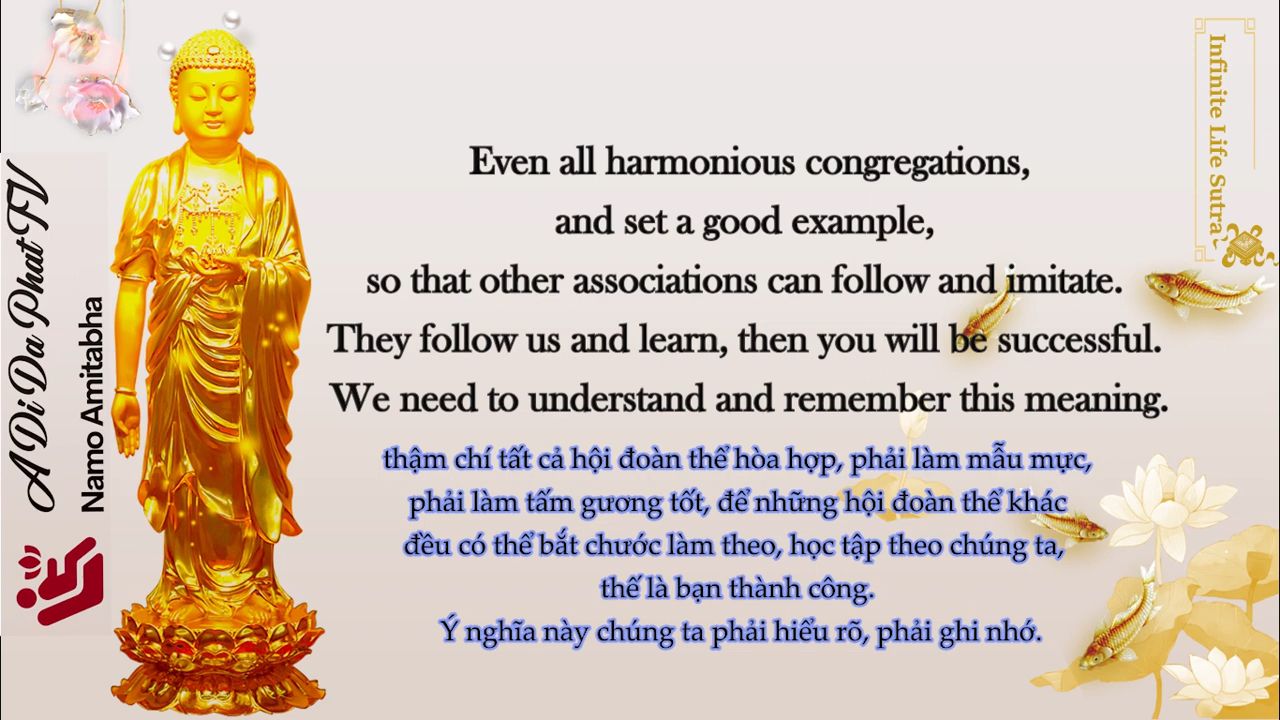 A Di Da Phat TV
Namo Amitabha
Infinite Life Sutra
Even all harmonious congregations,
and set a good example,
so that other associations can follow and imitate.
They follow us and learn, then you will be successful.
We need to understand and remember this meaning.
thậm chí tất cả hội đoàn thể hòa hợp, phải làm mẫu mực,
phải làm tấm gương tốt, để những hội đoàn thể khác
đều có thể bắt chước làm theo, học tập theo chúng ta,
thế là bạn thành công.
Ý nghĩa này chúng ta phải hiểu rõ, phải ghi nhớ.